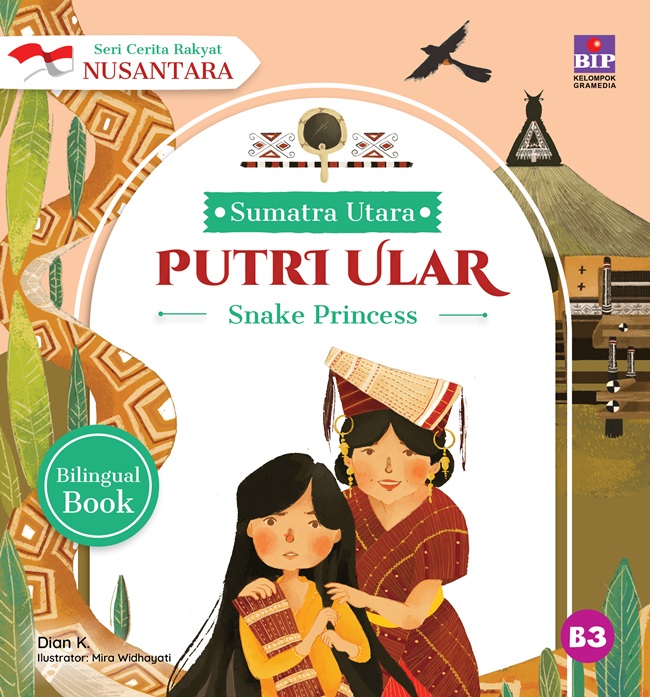 Seri Cerita Rakyat
NUSANTARA
BIP
KELOMPOK
GRAMEDIA
• Sumatra Utara •
PUTRI ULAR
Snake Princess
Bilingual
Book
Dian K.
Ilustrator: Mira Widhayati
B3